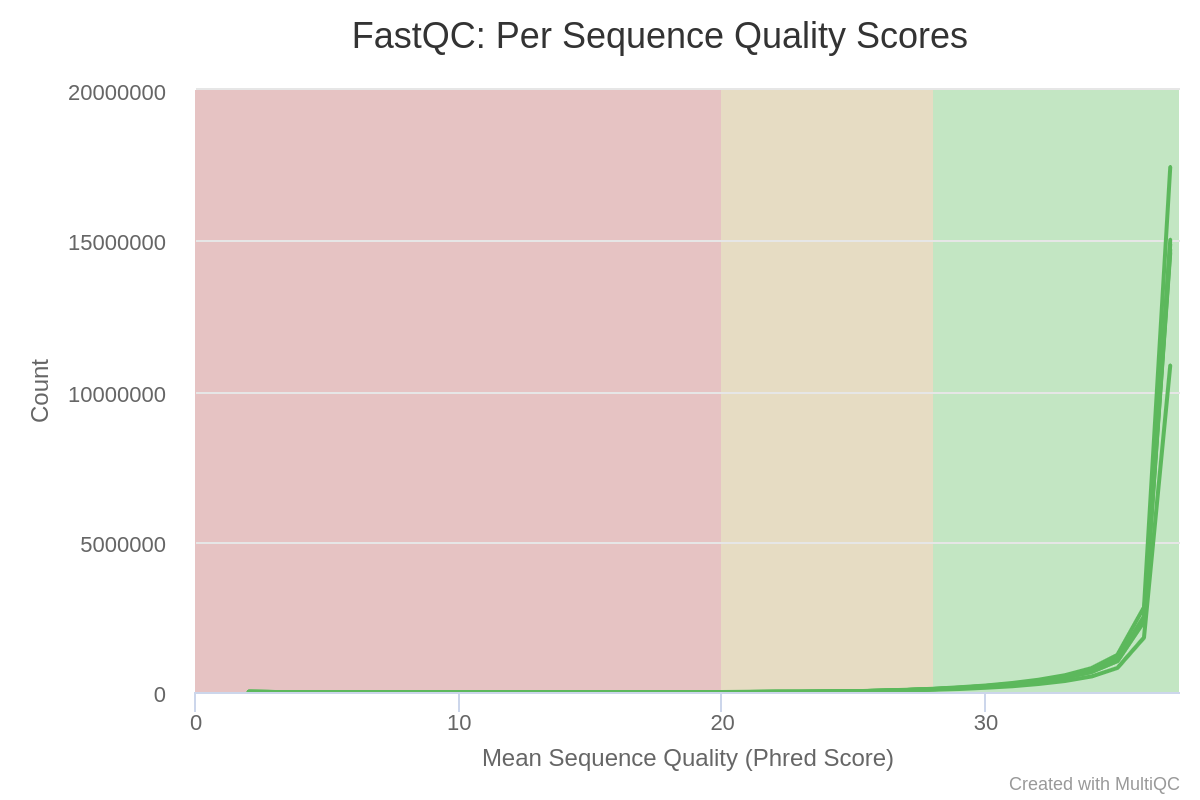 FastQC: Per Sequence Quality Scores
20000000
15000000
10000000
5000000
0
Count
0 10 20 30
Mean Sequence Quality (Phred Score)
Created with MultiQC